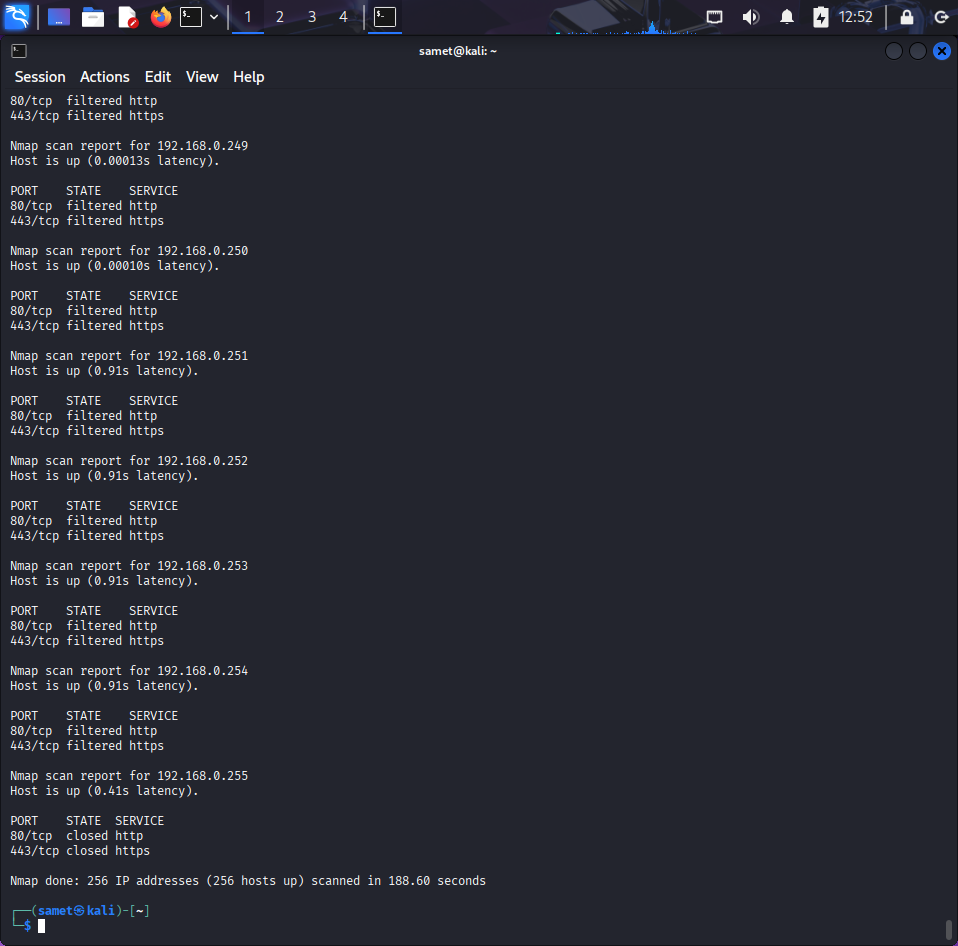 1 2 3 4 12:52
samet@kali: ~
Session Actions Edit View Help
80/tcp  filtered http
443/tcp filtered https
Nmap scan report for 192.168.0.249
Host is up (0.00013s latency).
PORT    STATE    SERVICE
80/tcp  filtered http
443/tcp filtered https
Nmap scan report for 192.168.0.250
Host is up (0.00010s latency).
PORT    STATE    SERVICE
80/tcp  filtered http
443/tcp filtered https
Nmap scan report for 192.168.0.251
Host is up (0.91s latency).
PORT    STATE    SERVICE
80/tcp  filtered http
443/tcp filtered https
Nmap scan report for 192.168.0.252
Host is up (0.91s latency).
PORT    STATE    SERVICE
80/tcp  filtered http
443/tcp filtered https
Nmap scan report for 192.168.0.253
Host is up (0.91s latency).
PORT    STATE    SERVICE
80/tcp  filtered http
443/tcp filtered https
Nmap scan report for 192.168.0.254
Host is up (0.91s latency).
PORT    STATE    SERVICE
80/tcp  filtered http
443/tcp filtered https
Nmap scan report for 192.168.0.255
Host is up (0.41s latency).
PORT    STATE  SERVICE
80/tcp  closed http
443/tcp closed https
Nmap done: 256 IP addresses (256 hosts up) scanned in 188.60 seconds
┌──(samet㉿kali)-[~]
└─$